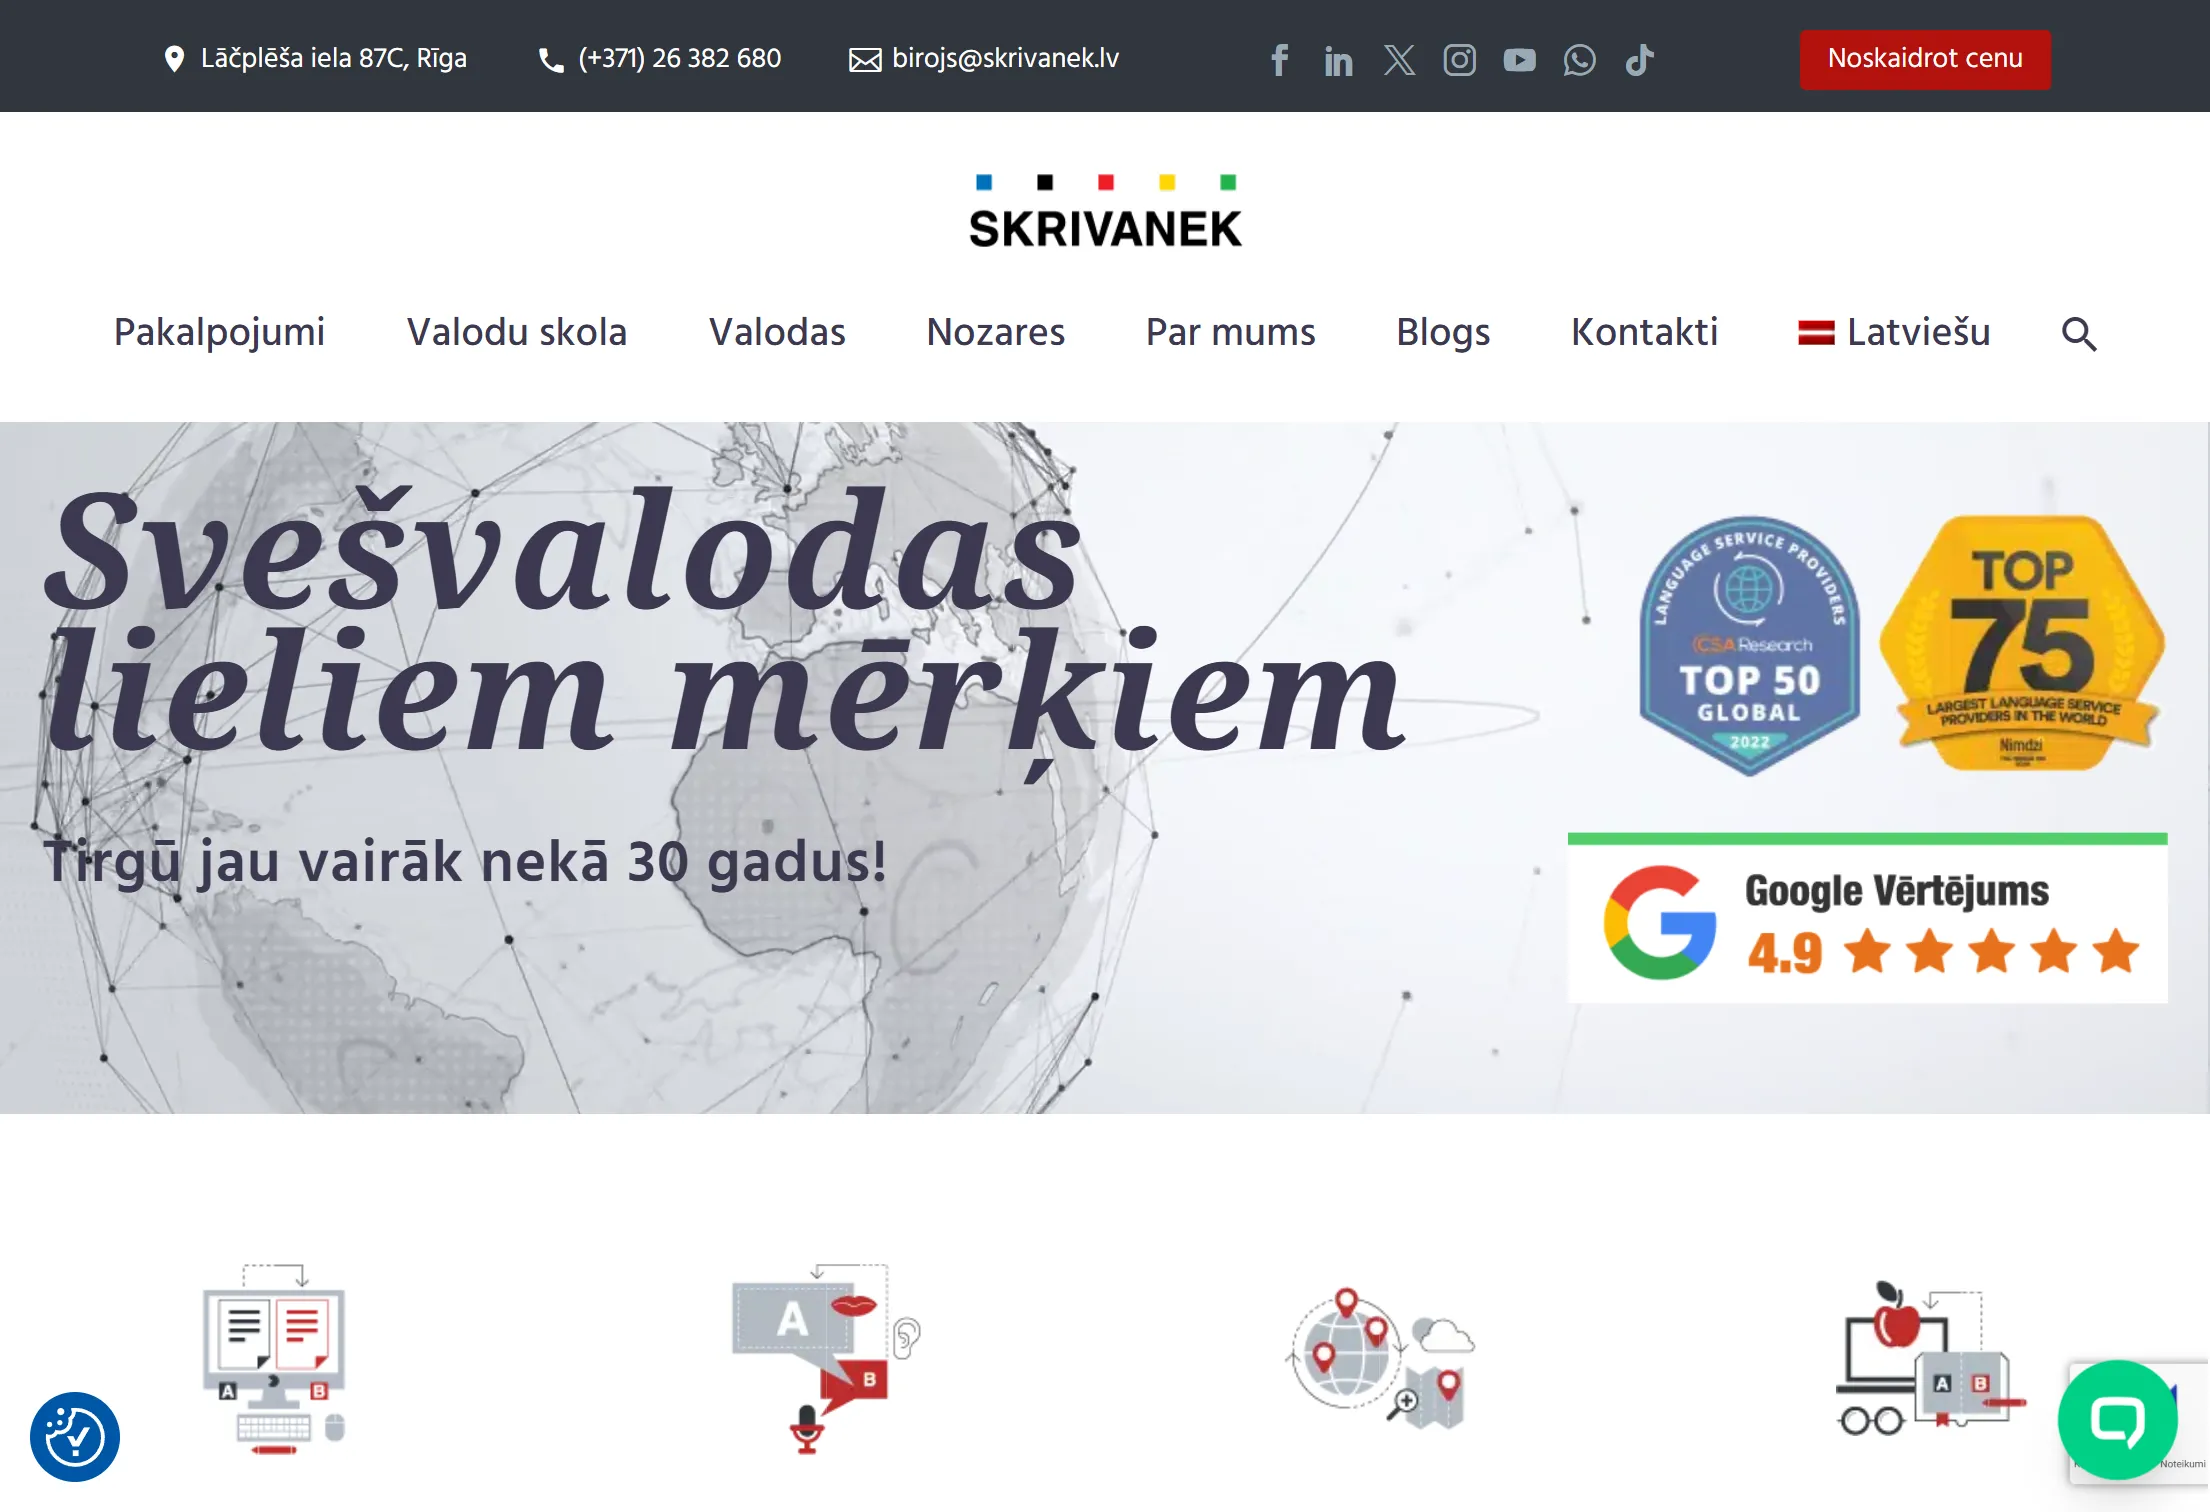 Lāčplēša iela 87C, Rīga
(+371) 26 382 680
birojs@skrivanek.lv
Noskaidrot cenu
SKRIVANEK
Pakalpojumi
Valodu skola
Valodas
Nozares
Par mums
Blogs
Kontakti
Latviešu
Svešvalodas
lieliem mērķiem
Tirgū jau vairāk nekā 30 gadus!
LANGUAGE SERVICE PROVIDERS
CSA Research
TOP 50
GLOBAL
2022
TOP
75
LARGEST LANGUAGE SERVICE
PROVIDERS IN THE WORLD
Nimdzi
Google Vērtējums
4.9
A
B
A
B
A
B
Noteikumi